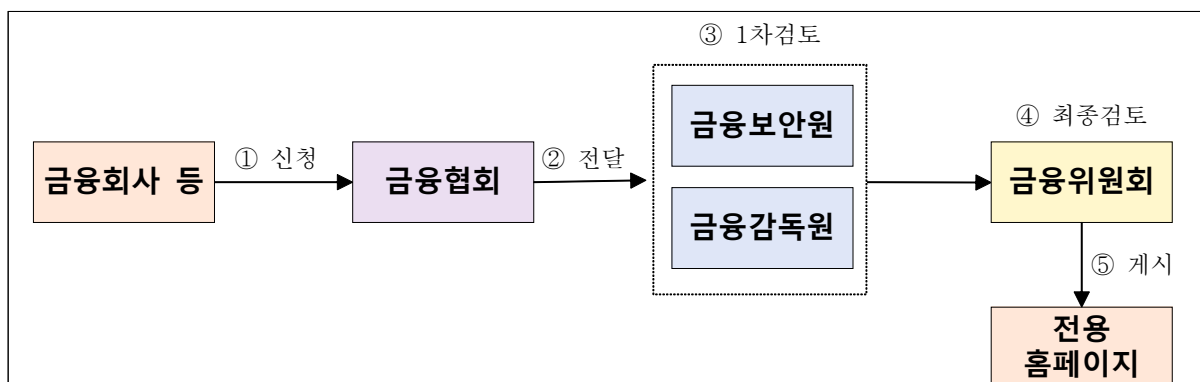 ③ 1차검토
금융보안원
④ 최종검토
금융회사 등
① 신청
금융협회
② 전달
금융위원회
금융감독원
⑤ 게시
전용
홈페이지